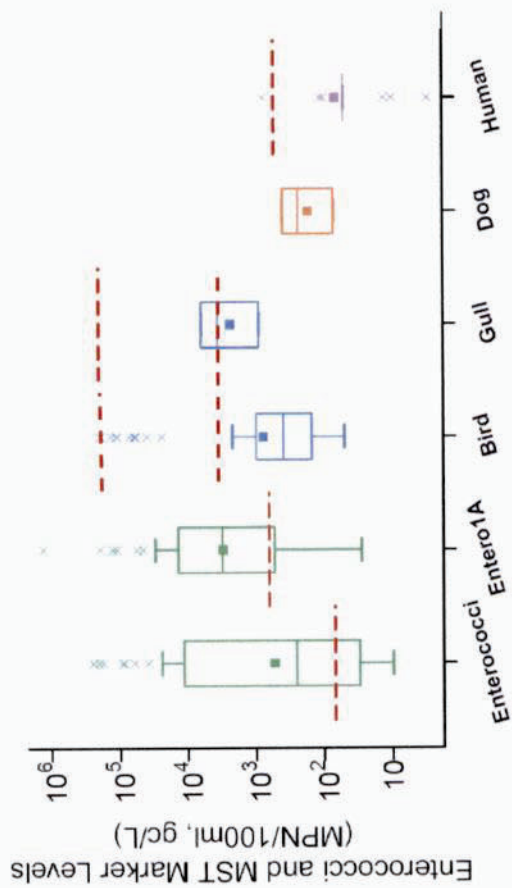 Enterococci and MST Marker Levels
(MPN/100ml, gc/L)
10⁶
10⁵
10⁴
10³
10²
10
Enterococci Entero1A Bird Gull Dog Human